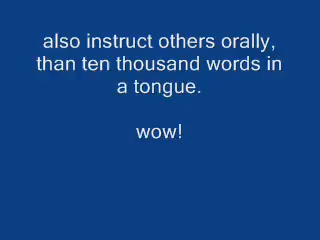 also instruct others orally,
than ten thousand words in
a tongue.
wow!